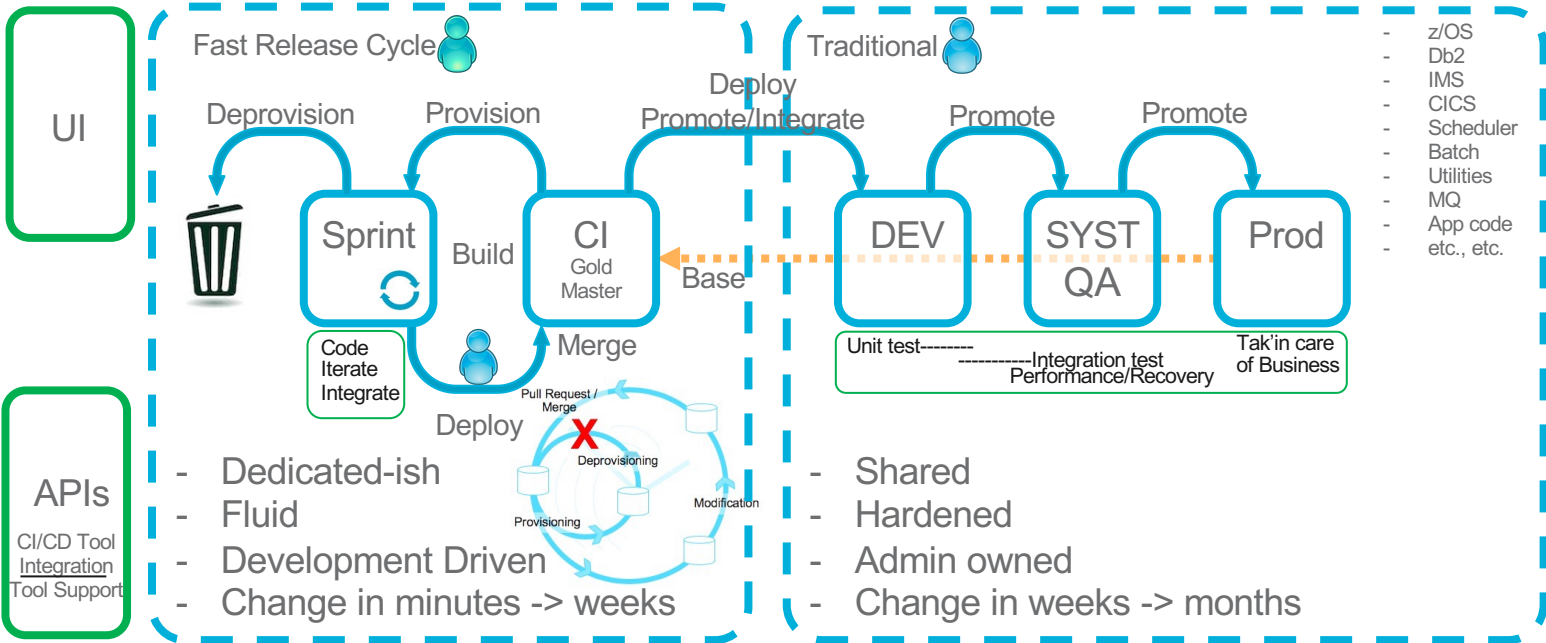 UI
APIs
CI/CD Tool
Integration
Tool Support
Fast Release Cycle
Deprovision
Provision
Sprint
Build
CI
Gold
Master
Code
Iterate
Integrate
Merge
Deploy
Pull Request /
Merge
X
Deprovisioning
Provisioning
Modification
- Dedicated-ish
- Fluid
- Development Driven
- Change in minutes -> weeks
Deploy
Promote/Integrate
Base
Traditional
Promote
Promote
DEV
SYST
QA
Prod
Unit test--------
-----------Integration test
Performance/Recovery
Tak'in care
of Business
- Shared
- Hardened
- Admin owned
- Change in weeks -> months
- z/OS
- Db2
- IMS
- CICS
- Scheduler
- Batch
- Utilities
- MQ
- App code
- etc., etc.